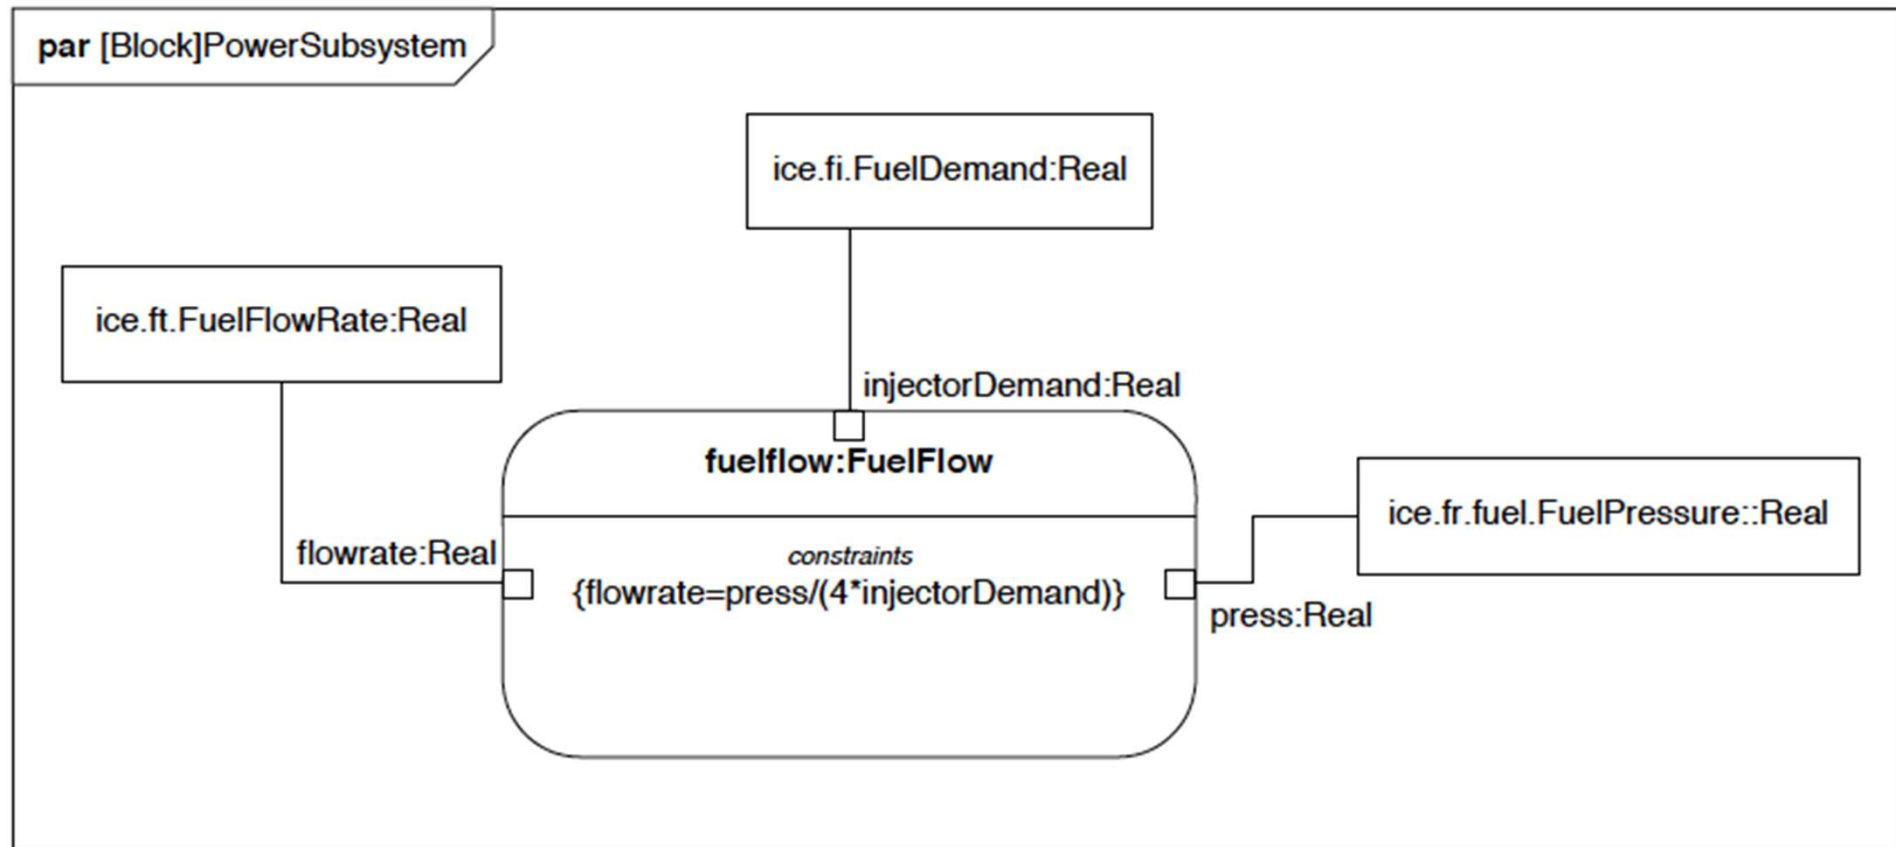 par [Block]PowerSubsystem
ice.fi.FuelDemand:Real
ice.ft.FuelFlowRate:Real
injectorDemand:Real
fuelflow:FuelFlow
ice.fr.fuel.FuelPressure::Real
flowrate:Real
constraints
{flowrate=press/(4*injectorDemand)}
press:Real